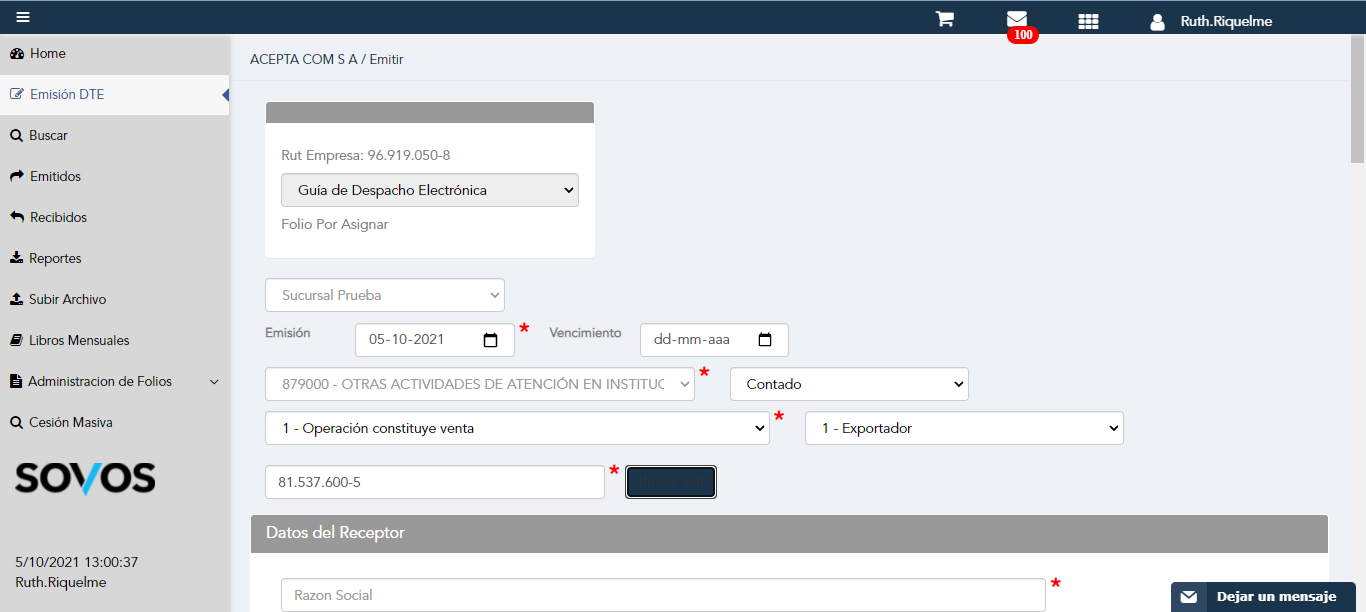 100
Ruth.Riquelme
Home
Emisión DTE
Buscar
Emitidos
Recibidos
Reportes
Subir Archivo
Libros Mensuales
Administracion de Folios
Cesión Masiva
SOVOS
5/10/2021 13:00:37
Ruth.Riquelme
ACEPTA COM S A / Emitir
Rut Empresa: 96.919.050-8
Guía de Despacho Electrónica
Folio Por Asignar
Sucursal Prueba
Emisión 05-10-2021 * Vencimiento dd-mm-aaa
879000 - OTRAS ACTIVIDADES DE ATENCIÓN EN INSTITUC * Contado
1 - Operación constituye venta * 1 - Exportador
81.537.600-5 *
Datos del Receptor
Razon Social *
Dejar un mensaje